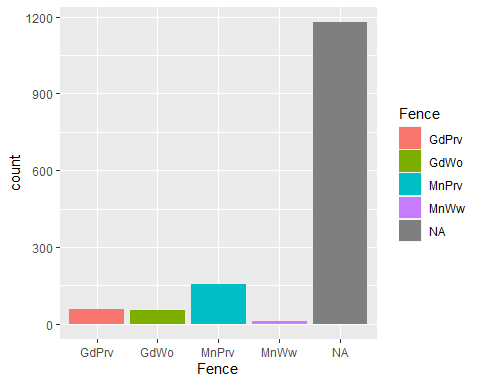 count
1200
900
600
300
0
GdPrv
GdWo
MnPrv
MnWw
NA
Fence
Fence
GdPrv
GdWo
MnPrv
MnWw
NA